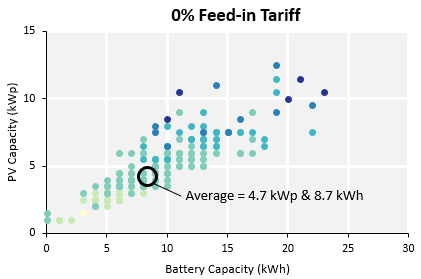 0% Feed-in Tariff
15
10
5
0
PV Capacity (kWp)
Average = 4.7 kWp & 8.7 kWh
0 5 10 15 20 25 30
Battery Capacity (kWh)